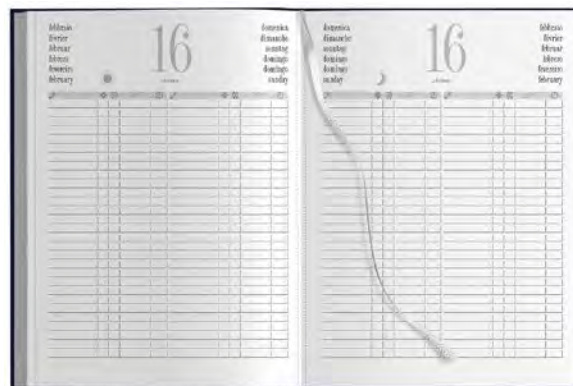 febbraio
février
februar
febrero
fevereiro
february
16
domenica
dimanche
sonntag
domingo
domingo
sunday
domenica
dimanche
sonntag
domingo
domingo
sunday
16
febbraio
février
februar
febrero
fevereiro
february